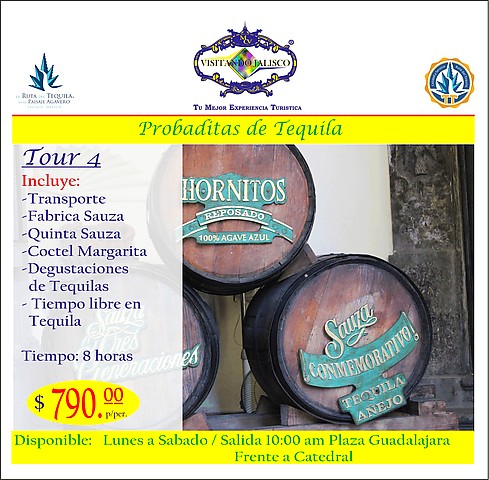 VISITANDO JALISCO
®
TU MEJOR EXPERIENCIA TURISTICA
LA RUTA DEL TEQUILA,
PAISAJE AGAVERO
Probaditas de Tequila
Tour 4
Incluye:
-Transporte
-Fabrica Sauza
-Quinta Sauza
-Coctel Margarita
-Degustaciones
de Tequilas
- Tiempo libre en
Tequila
Tiempo: 8 horas
$ 790.00
p/per.
HORNITOS
REPOSADO
100% AGAVE AZUL
Sauza
Tres
Generaciones
Sauza
CONMEMORATIVO
TEQUILA
AÑEJO
Disponible: Lunes a Sabado / Salida 10:00 am Plaza Guadalajara
Frente a Catedral